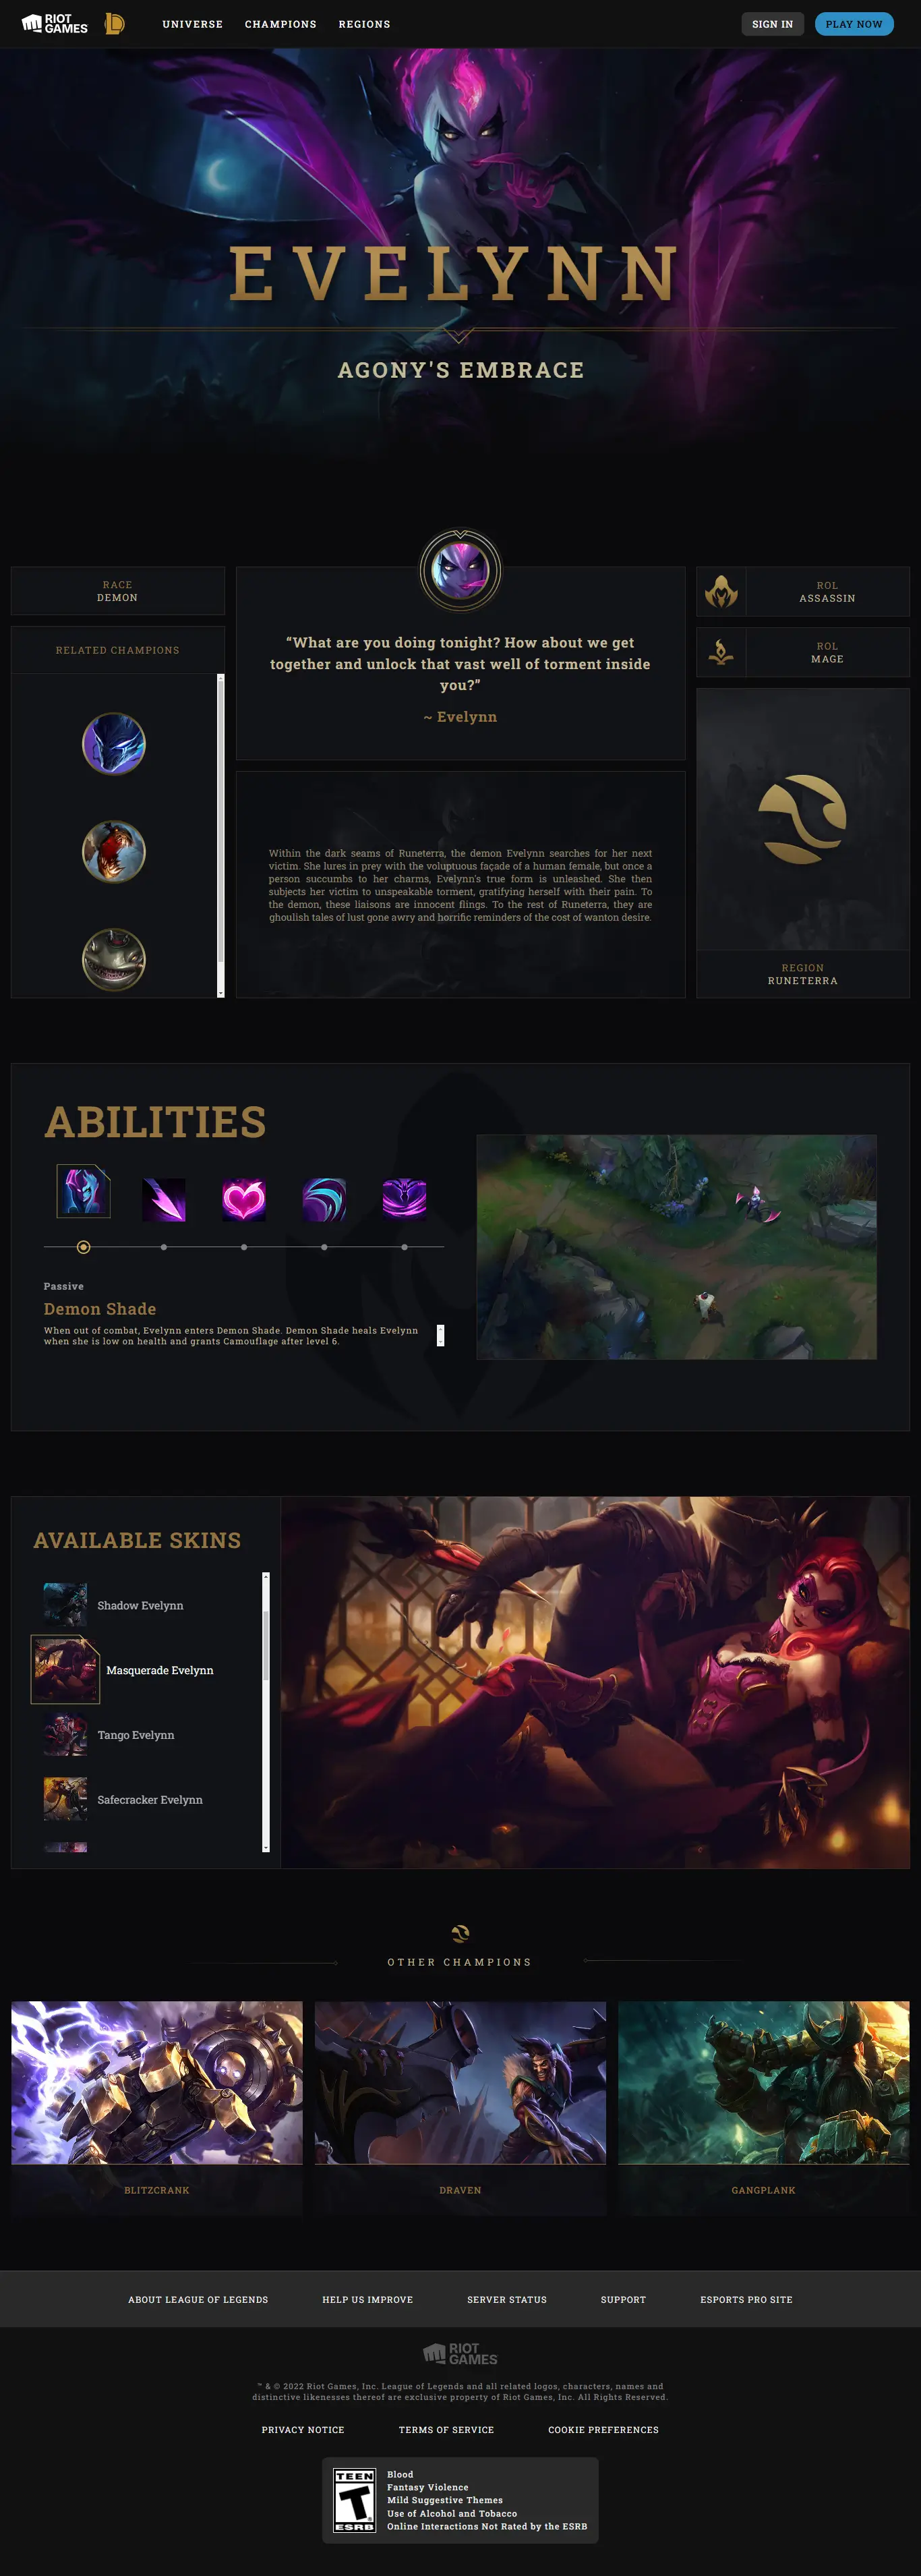 RIOT
GAMES
UNIVERSE
CHAMPIONS
REGIONS
SIGN IN
PLAY NOW
EVELYNN
AGONY'S EMBRACE
RACE
DEMON
RELATED CHAMPIONS
“What are you doing tonight? How about we get
together and unlock that vast well of torment inside
you?”
~ Evelynn
Within the dark seams of Runeterra, the demon Evelynn searches for her next
victim. She lures in prey with the voluptuous façade of a human female, but once a
person succumbs to her charms, Evelynn's true form is unleashed. She then
subjects her victim to unspeakable torment, gratifying herself with their pain. To
the demon, these liaisons are innocent flings. To the rest of Runeterra, they are
ghoulish tales of lust gone awry and horrific reminders of the cost of wanton desire.
ROL
ASSASSIN
ROL
MAGE
REGION
RUNETERRA
ABILITIES
Passive
Demon Shade
When out of combat, Evelynn enters Demon Shade. Demon Shade heals Evelynn
when she is low on health and grants Camouflage after level 6.
AVAILABLE SKINS
Shadow Evelynn
Masquerade Evelynn
Tango Evelynn
Safecracker Evelynn
OTHER CHAMPIONS
BLITZCRANK
DRAVEN
GANGPLANK
ABOUT LEAGUE OF LEGENDS
HELP US IMPROVE
SERVER STATUS
SUPPORT
ESPORTS PRO SITE
RIOT
GAMES
™ & © 2022 Riot Games, Inc. League of Legends and all related logos, characters, names and
distinctive likenesses thereof are exclusive property of Riot Games, Inc. All Rights Reserved.
PRIVACY NOTICE
TERMS OF SERVICE
COOKIE PREFERENCES
TEEN
T
ESRB
Blood
Fantasy Violence
Mild Suggestive Themes
Use of Alcohol and Tobacco
Online Interactions Not Rated by the ESRB